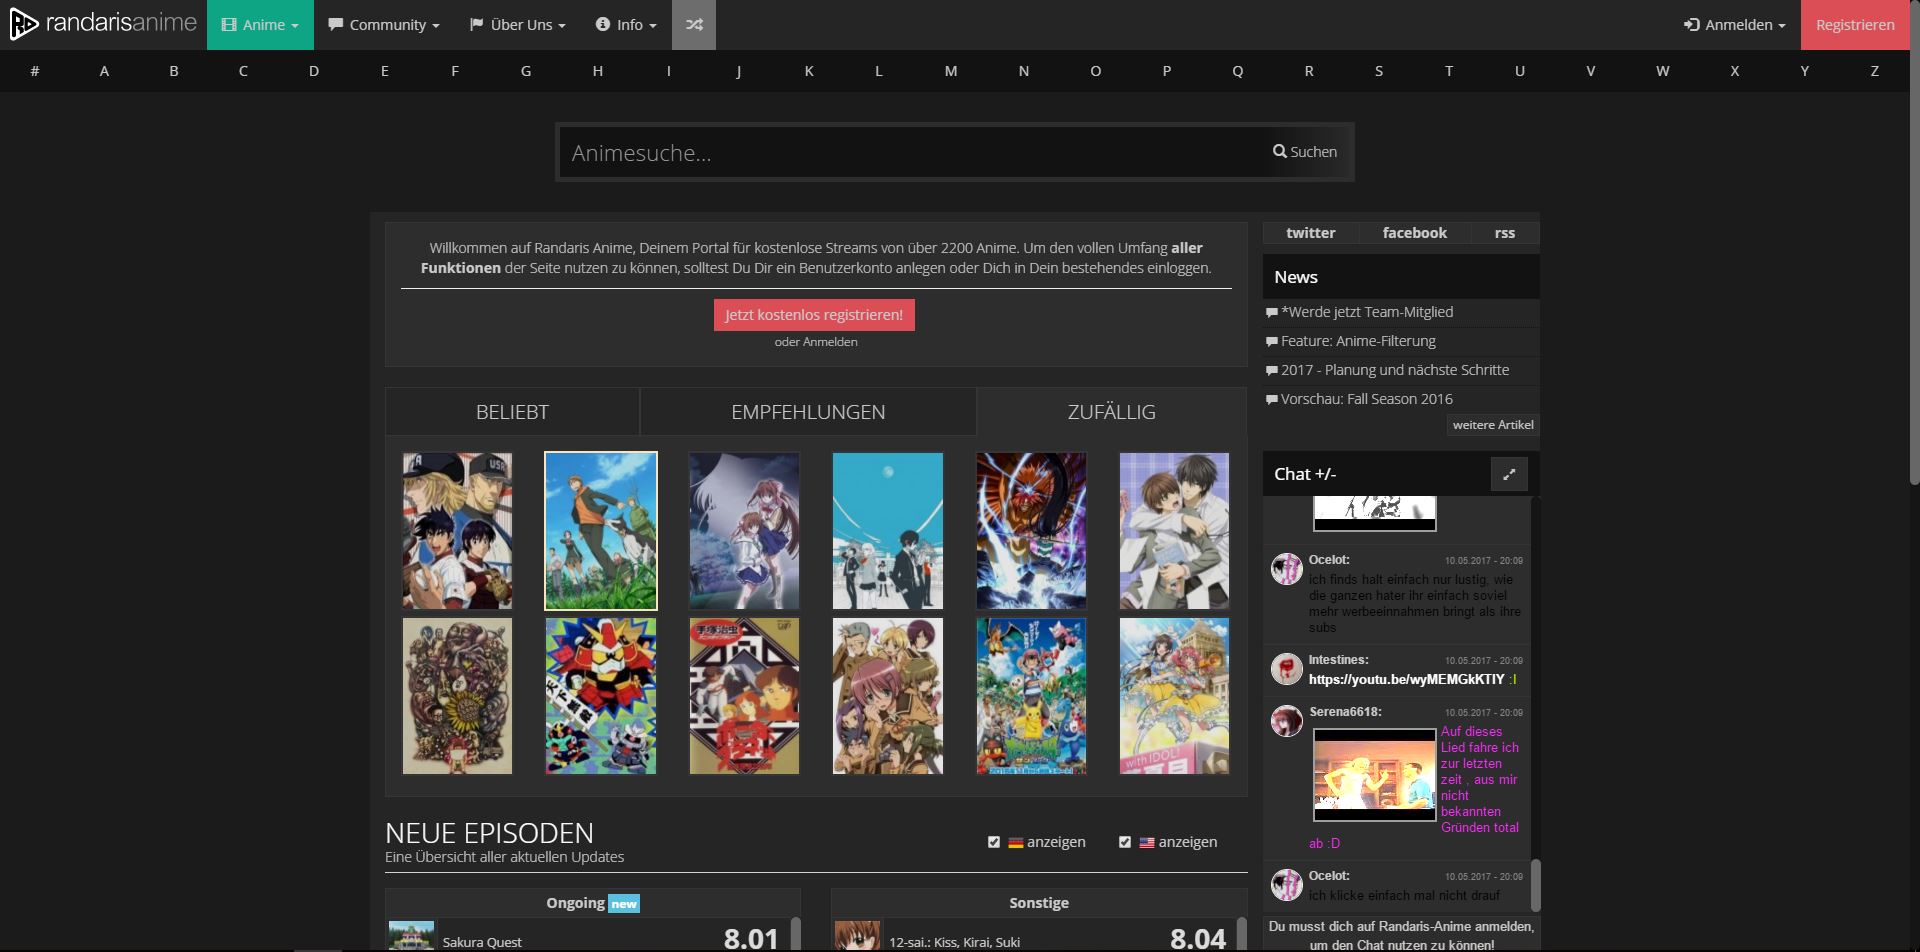 randarisanime Anime Community Über Uns Info Anmelden Registrieren
# A B C D E F G H I J K L M N O P Q R S T U V W X Y Z
Animesuche... Suchen
Willkommen auf Randaris Anime, Deinem Portal für kostenlose Streams von über 2200 Anime. Um den vollen Umfang aller
Funktionen der Seite nutzen zu können, solltest Du Dir ein Benutzerkonto anlegen oder Dich in Dein bestehendes einloggen.
Jetzt kostenlos registrieren!
oder Anmelden
BELIEBT EMPFEHLUNGEN ZUFÄLLIG
A USA
手塚治虫
with IDOL!
NEUE EPISODEN
Eine Übersicht aller aktuellen Updates
anzeigen anzeigen
Ongoing new
Sakura Quest 8.01
Sonstige
12-sai.: Kiss, Kirai, Suki 8.04
twitter facebook rss
News
*Werde jetzt Team-Mitglied
Feature: Anime-Filterung
2017 - Planung und nächste Schritte
Vorschau: Fall Season 2016
weitere Artikel
Chat +/-
Ocelot: 10.05.2017 - 20:09
ich finds halt einfach nur lustig, wie
die ganzen hater ihr einfach soviel
mehr werbeeinnahmen bringt als ihre
subs
Intestines: 10.05.2017 - 20:09
https://youtu.be/wyMEMGkKTlY :I
Serena6618: 10.05.2017 - 20:09
Auf dieses
Lied fahre ich
zur letzten
zeit , aus mir
nicht
bekannten
Gründen total
ab :D
Ocelot: 10.05.2017 - 20:09
ich klicke einfach mal nicht drauf
Du musst dich auf Randaris-Anime anmelden,
um den Chat nutzen zu können!